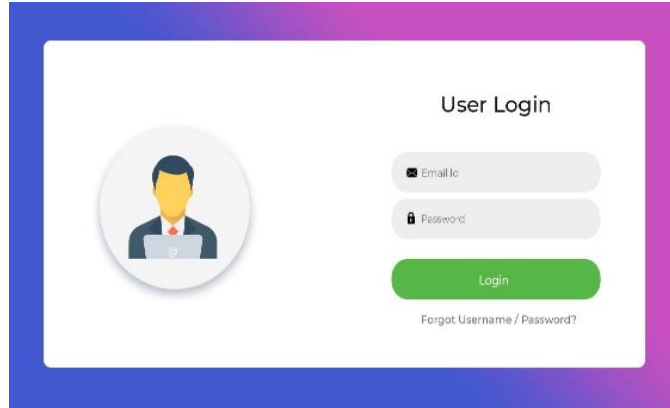 User Login
Email Id
Password
Login
Forgot Username / Password?
@